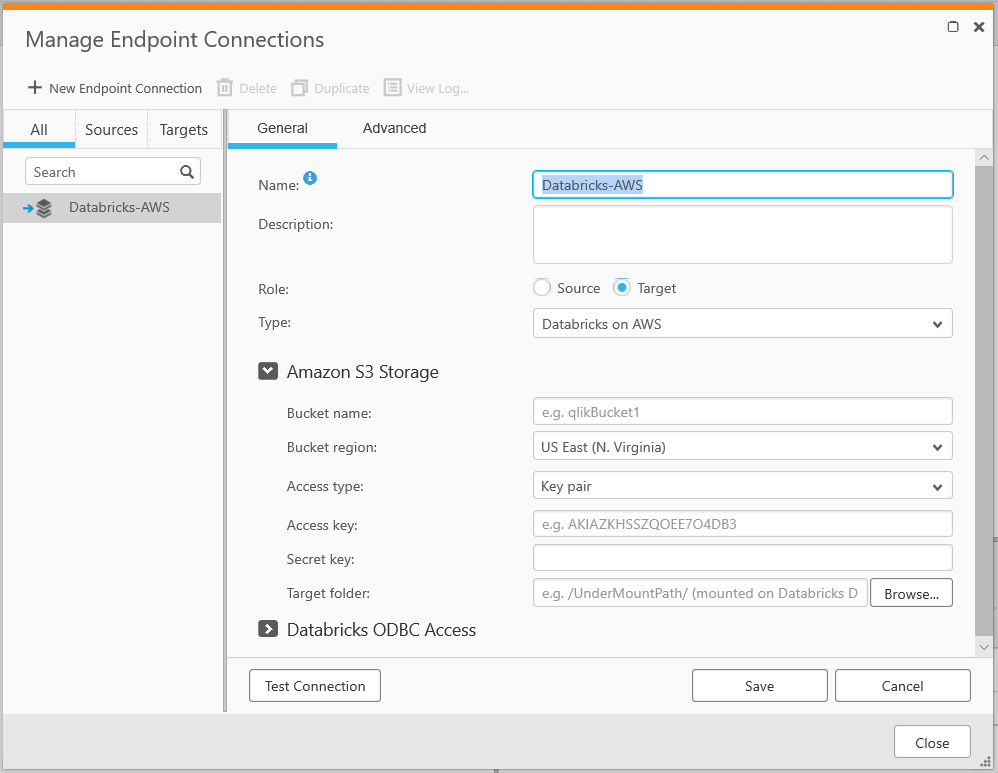 Manage Endpoint Connections
New Endpoint Connection Delete Duplicate View Log...
All Sources Targets
General Advanced
Search
Databricks-AWS
Name:
Databricks-AWS
Description:
Role:
Source Target
Type:
Databricks on AWS
Amazon S3 Storage
Bucket name:
e.g. qlikBucket1
Bucket region:
US East (N. Virginia)
Access type:
Key pair
Access key:
e.g. AKIAZKHSSZQOEE7O4DB3
Secret key:
Target folder:
e.g. /UnderMountPath/ (mounted on Databricks D
Browse...
Databricks ODBC Access
Test Connection Save Cancel
Close